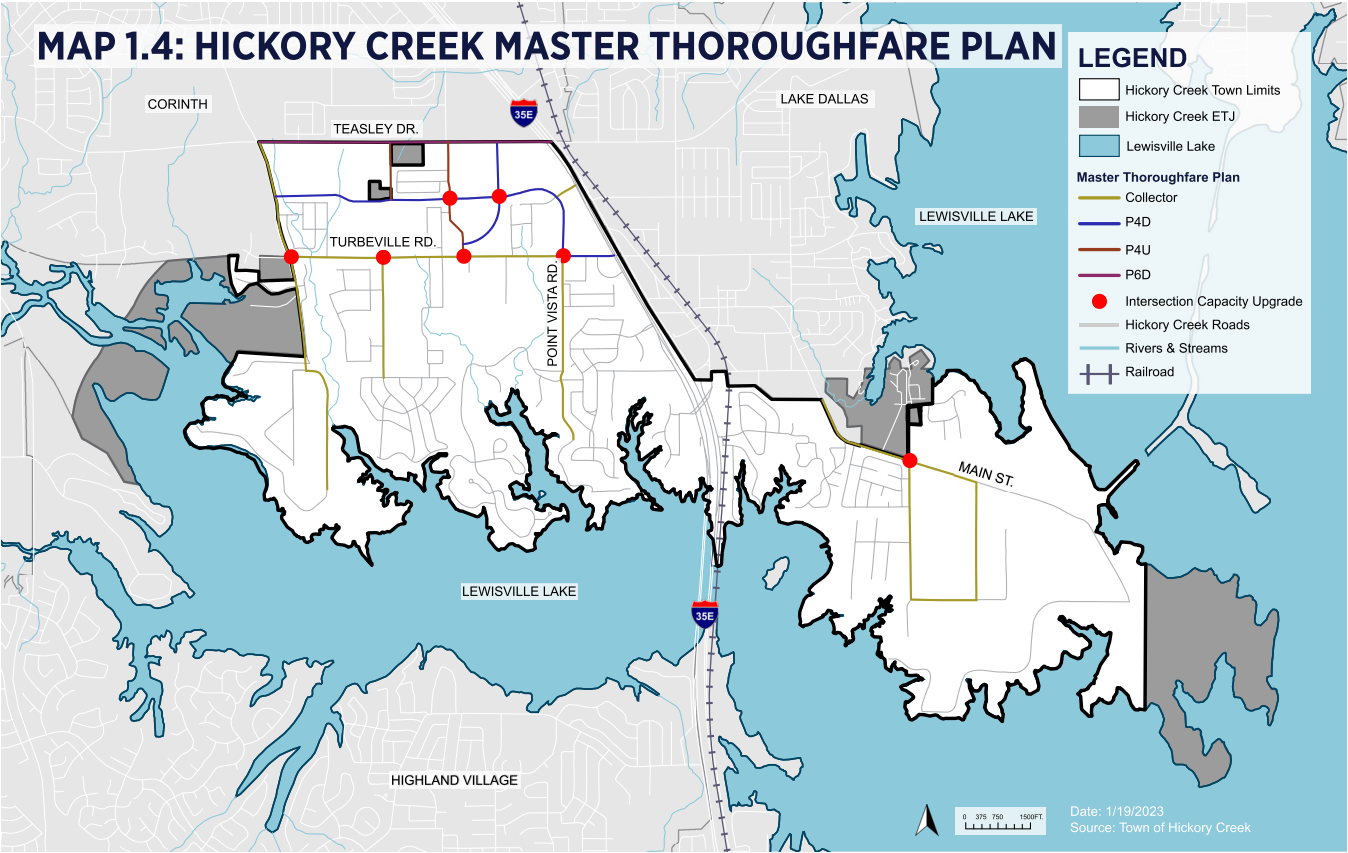 MAP 1.4: HICKORY CREEK MASTER THOROUGHFARE PLAN
LEGEND
Hickory Creek Town Limits
Hickory Creek ETJ
Lewisville Lake
Master Thoroughfare Plan
Collector
P4D
P4U
P6D
Intersection Capacity Upgrade
Hickory Creek Roads
Rivers & Streams
Railroad
CORINTH
LAKE DALLAS
35E
TEASLEY DR.
LEWISVILLE LAKE
TURBEVILLE RD.
POINT VISTA RD.
MAIN ST.
LEWISVILLE LAKE
35E
HIGHLAND VILLAGE
0 375 750 1500FT.
Date: 1/19/2023
Source: Town of Hickory Creek